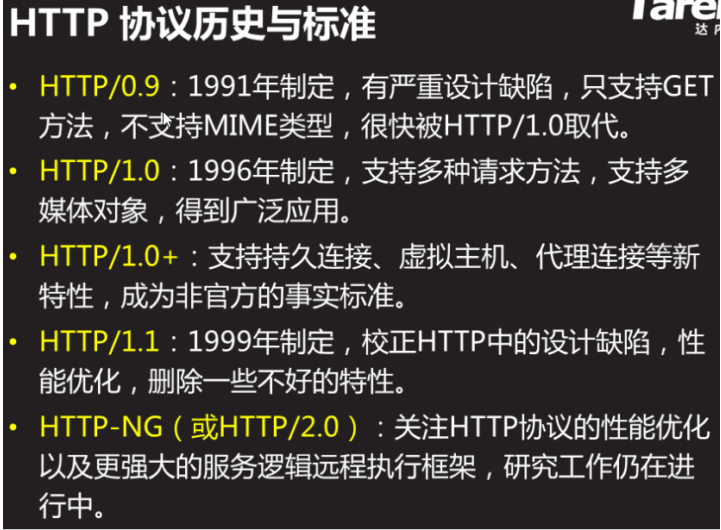 HTTP 协议历史与标准
Tare
达内
• HTTP/0.9：1991年制定，有严重设计缺陷，只支持GET
方法，不支持MIME类型，很快被HTTP/1.0取代。
• HTTP/1.0：1996年制定，支持多种请求方法，支持多
媒体对象，得到广泛应用。
• HTTP/1.0+：支持持久连接、虚拟主机、代理连接等新
特性，成为非官方的事实标准。
• HTTP/1.1：1999年制定，校正HTTP中的设计缺陷，性
能优化，删除一些不好的特性。
• HTTP-NG（或HTTP/2.0）：关注HTTP协议的性能优化
以及更强大的服务逻辑远程执行框架，研究工作仍在进
行中。